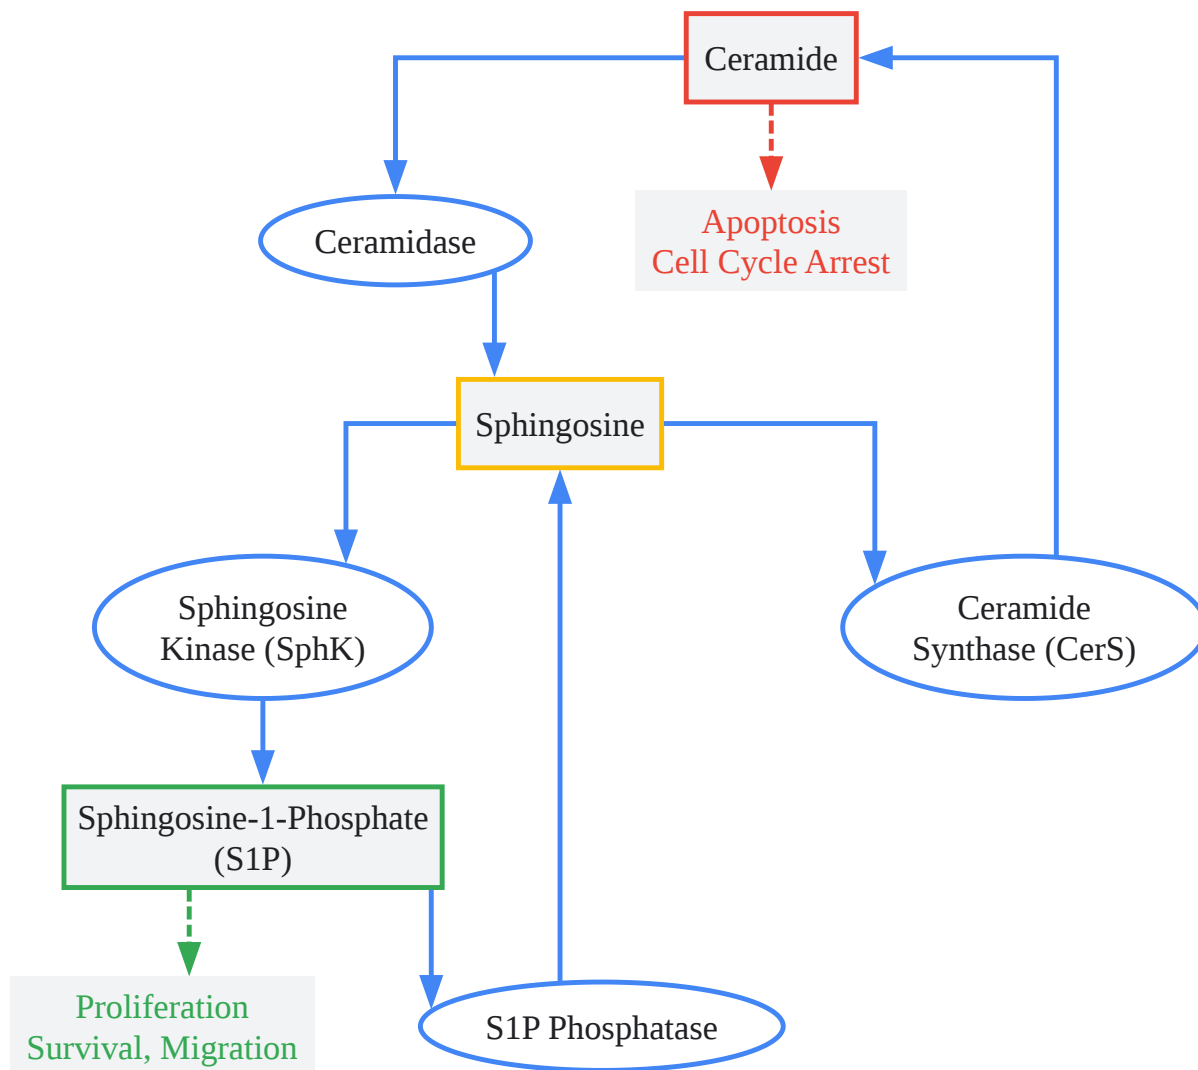 Ceramide
Apoptosis
Cell Cycle Arrest
Ceramidase
Sphingosine
Sphingosine
Kinase (SphK)
Ceramide
Synthase (CerS)
Sphingosine-1-Phosphate
(S1P)
Proliferation
Survival, Migration
S1P Phosphatase